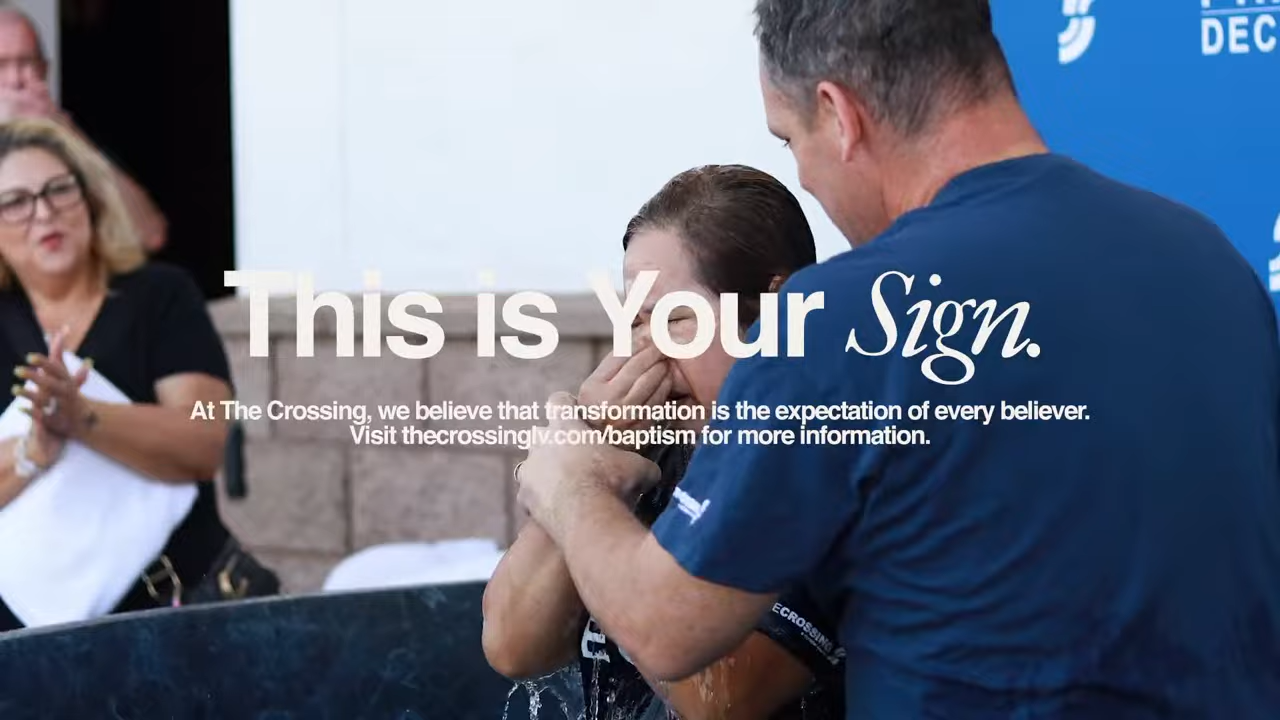 DEC
This is Your Sign.
At The Crossing, we believe that transformation is the expectation of every believer.
Visit thecrossinglv.com/baptism for more information.
ECROSSING